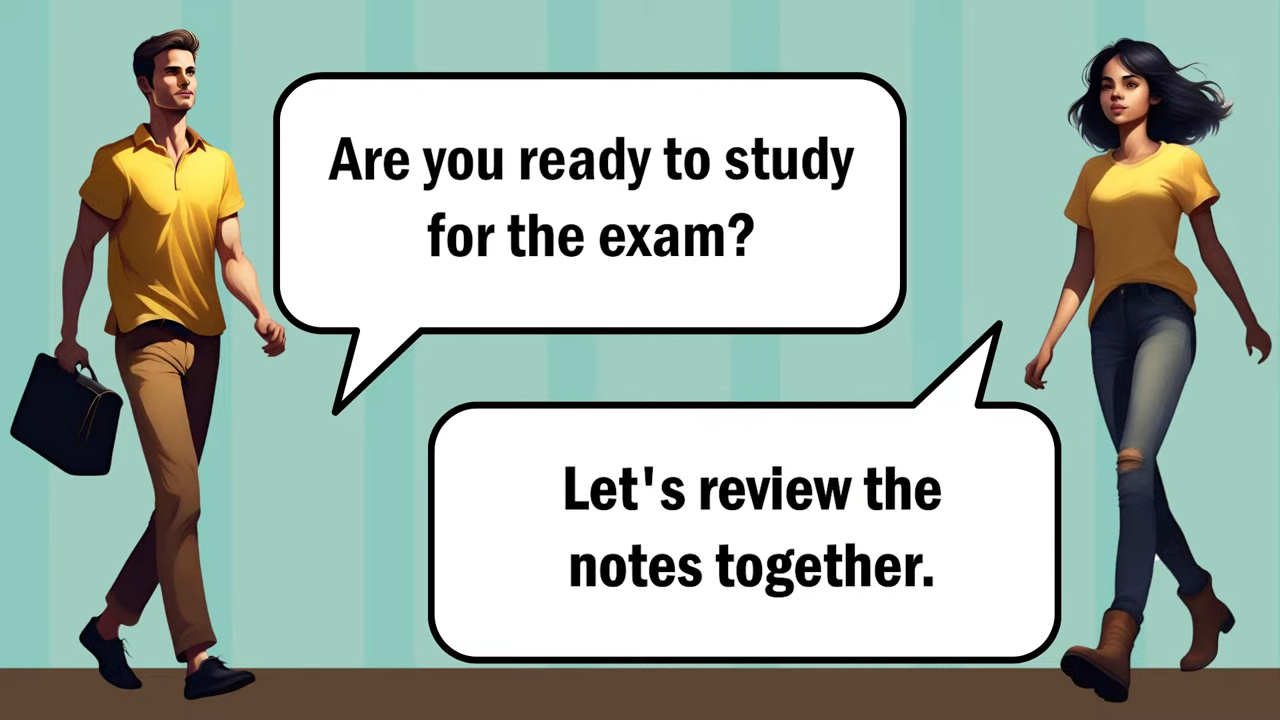 Are you ready to study
for the exam?
Let's review the
notes together.